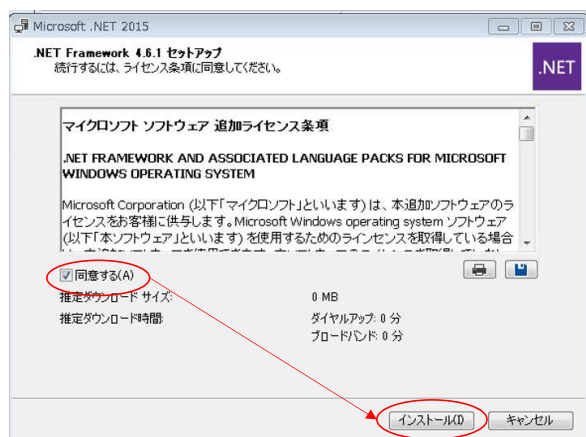 Microsoft .NET 2015
.NET Framework 4.6.1 セットアップ
続行するには、ライセンス条項に同意してください。
.NET
マイクロソフト ソフトウェア 追加ライセンス条項
.NET FRAMEWORK AND ASSOCIATED LANGUAGE PACKS FOR MICROSOFT
WINDOWS OPERATING SYSTEM
Microsoft Corporation (以下「マイクロソフト」といいます) は、本追加ソフトウェアのラ
イセンスをお客様に供与します。Microsoft Windows operating system ソフトウェア
(以下「本ソフトウェア」といいます) を使用するためのラインセンスを取得している場合
同意する(A)
推定ダウンロード サイズ: 0 MB
推定ダウンロード時間: ダイヤルアップ: 0 分
ブロードバンド: 0 分
インストール(I) キャンセル